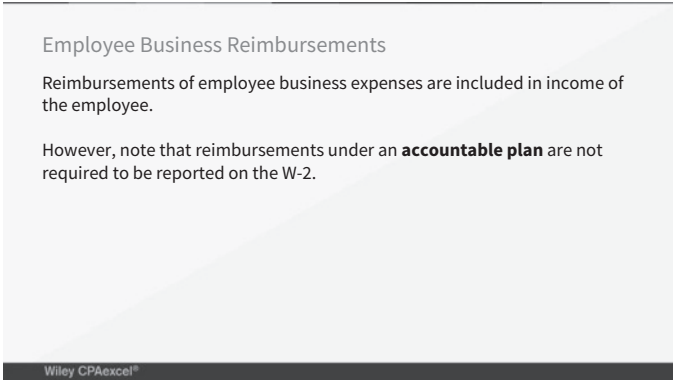 Employee Business Reimbursements
Reimbursements of employee business expenses are included in income of
the employee.
However, note that reimbursements under an accountable plan are not
required to be reported on the W-2.
Wiley CPAexcel®